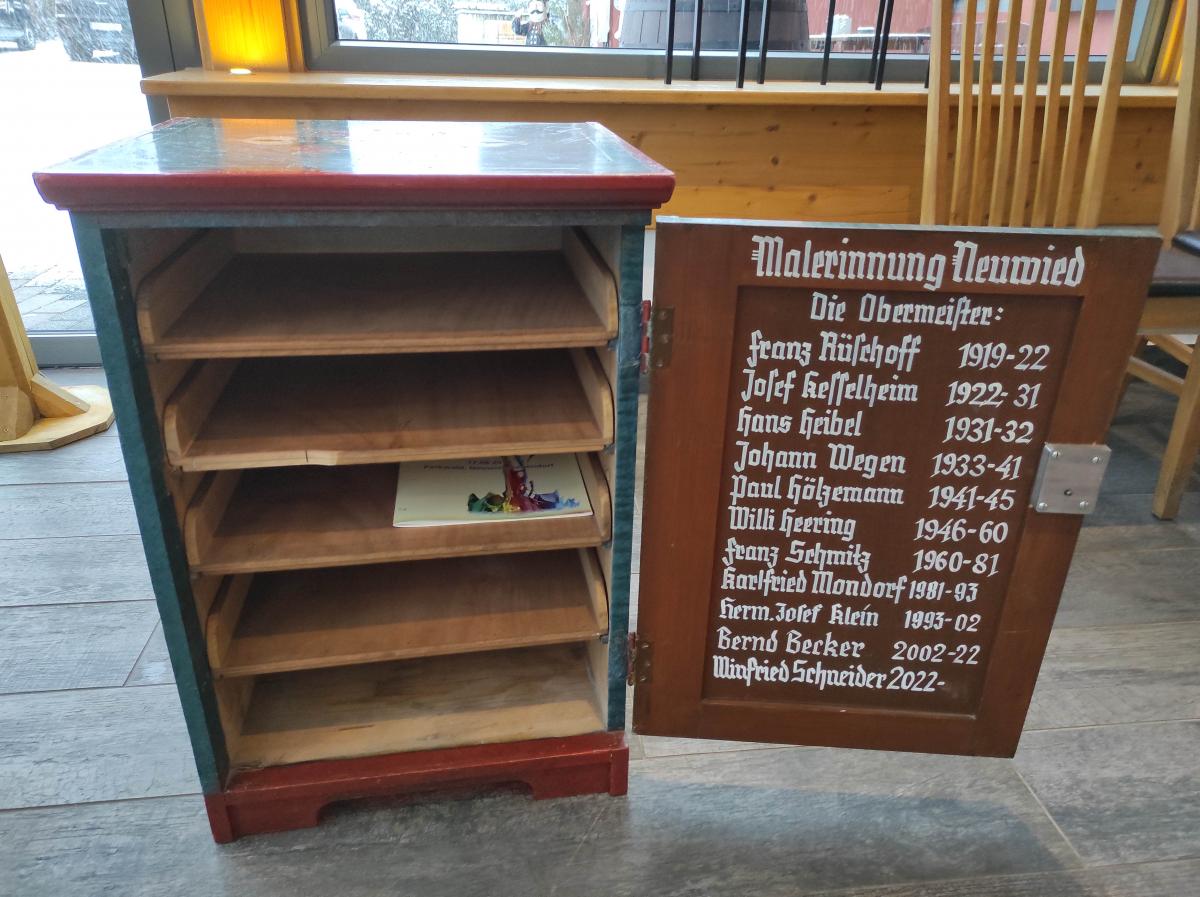 Malerinnung Neuwied
Die Obermeister:
Franz Rüschoff 1919-22
Josef Kesselheim 1922-31
Hans Heibel 1931-32
Johann Wegen 1933-41
Paul Hölzemann 1941-45
Willi Heering 1946-60
Franz Schmitz 1960-81
Karlfried Mondorf 1981-93
Herm. Josef Klein 1993-02
Bernd Becker 2002-22
Winfried Schneider 2022-